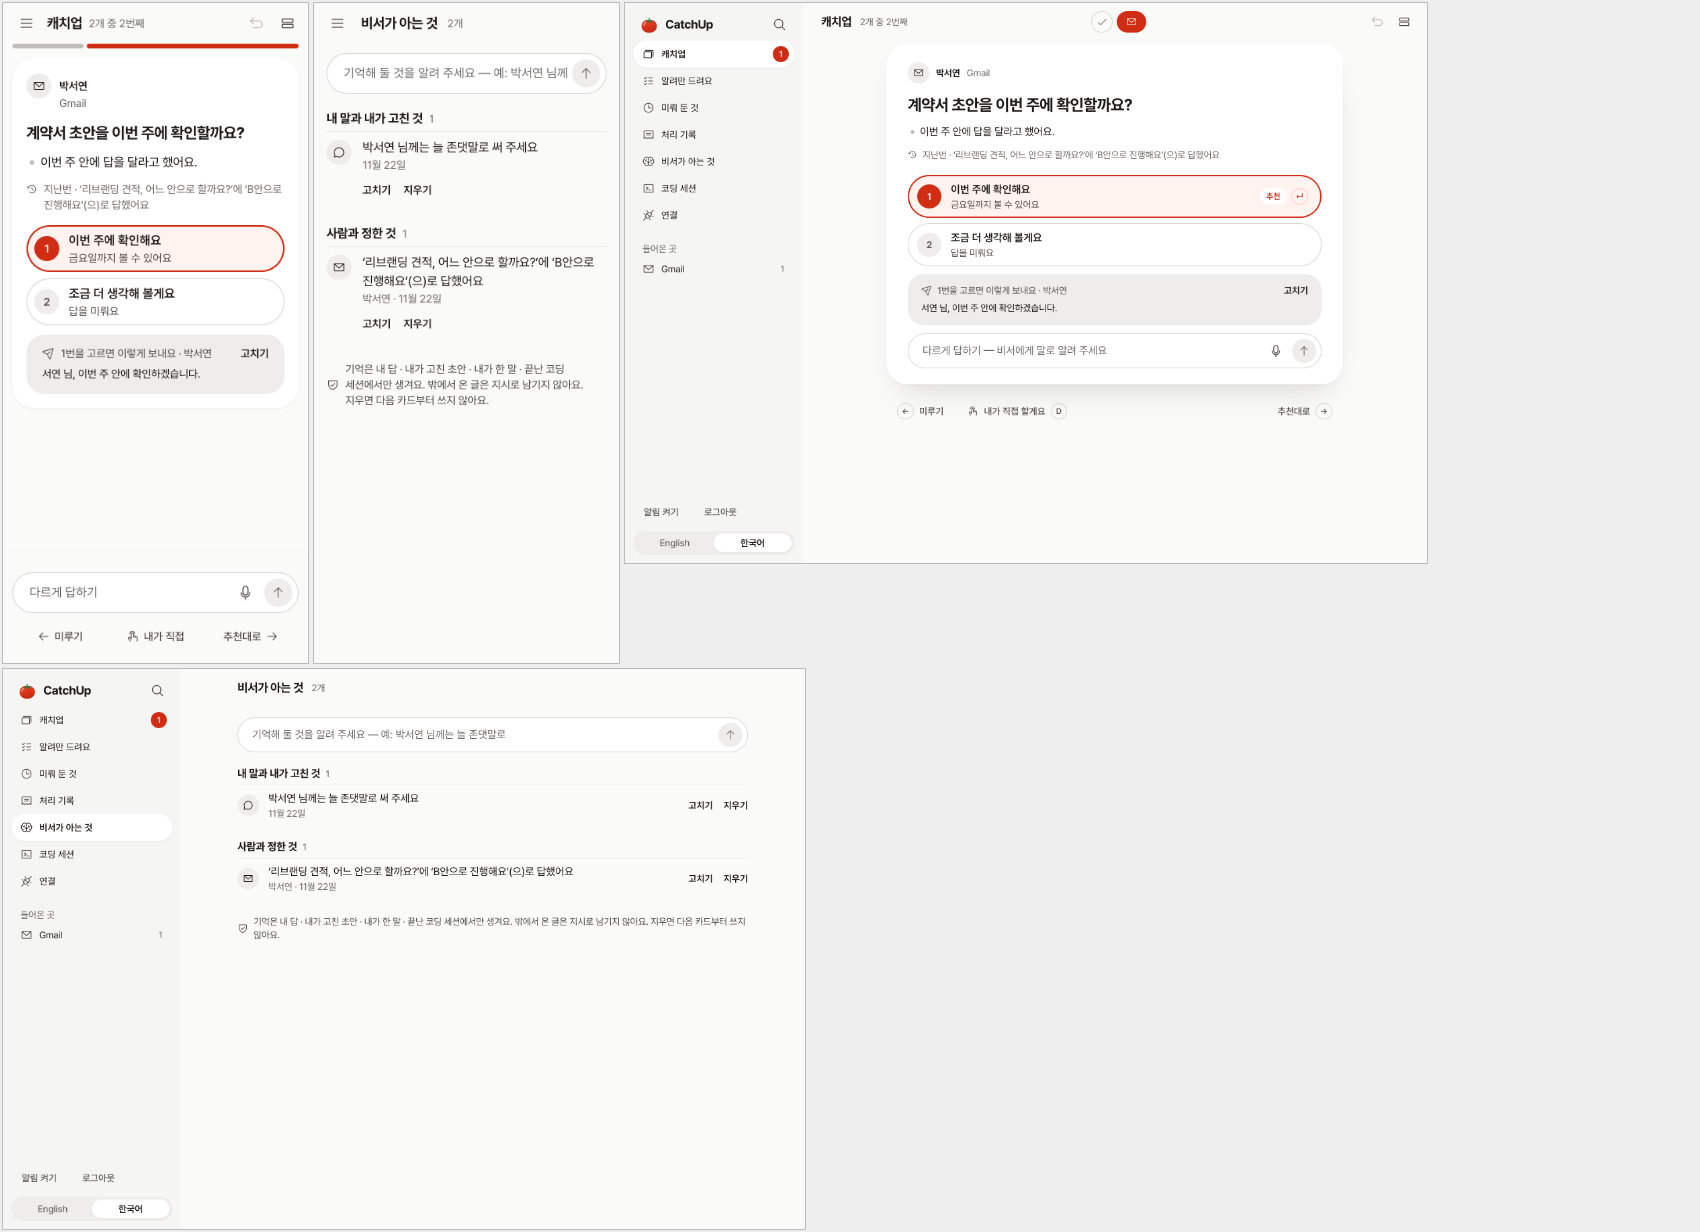 캐치업 2개 중 2번째
박서연
Gmail
계약서 초안을 이번 주에 확인할까요?
이번 주 안에 답을 달라고 했어요.
지난번 · ‘리브랜딩 견적, 어느 안으로 할까요?’에 ‘B안으로
진행해요’(으)로 답했어요
1 이번 주에 확인해요
금요일까지 볼 수 있어요
2 조금 더 생각해 볼게요
답을 미뤄요
1번을 고르면 이렇게 보내요 · 박서연 고치기
서연 님, 이번 주 안에 확인하겠습니다.
다르게 답하기
미루기 내가 직접 추천대로
비서가 아는 것 2개
기억해 둘 것을 알려 주세요 — 예: 박서연 님께
내 말과 내가 고친 것 1
박서연 님께는 늘 존댓말로 써 주세요
11월 22일
고치기 지우기
사람과 정한 것 1
‘리브랜딩 견적, 어느 안으로 할까요?’에 ‘B안으로
진행해요’(으)로 답했어요
박서연 · 11월 22일
고치기 지우기
기억은 내 답 · 내가 고친 초안 · 내가 한 말 · 끝난 코딩
세션에서만 생겨요. 밖에서 온 글은 지시로 남기지 않아요.
지우면 다음 카드부터 쓰지 않아요.
CatchUp
캐치업 1
알려만 드려요
미뤄 둔 것
처리 기록
비서가 아는 것
코딩 세션
연결
들어온 곳
Gmail 1
알림 켜기 로그아웃
English 한국어
캐치업 2개 중 2번째
박서연 Gmail
계약서 초안을 이번 주에 확인할까요?
이번 주 안에 답을 달라고 했어요.
지난번 · ‘리브랜딩 견적, 어느 안으로 할까요?’에 ‘B안으로 진행해요’(으)로 답했어요
1 이번 주에 확인해요
금요일까지 볼 수 있어요
추천
2 조금 더 생각해 볼게요
답을 미뤄요
1번을 고르면 이렇게 보내요 · 박서연 고치기
서연 님, 이번 주 안에 확인하겠습니다.
다르게 답하기 — 비서에게 말로 알려 주세요
미루기 내가 직접 할게요 D 추천대로
CatchUp
캐치업 1
알려만 드려요
미뤄 둔 것
처리 기록
비서가 아는 것
코딩 세션
연결
들어온 곳
Gmail 1
알림 켜기 로그아웃
English 한국어
비서가 아는 것 2개
기억해 둘 것을 알려 주세요 — 예: 박서연 님께는 늘 존댓말로
내 말과 내가 고친 것 1
박서연 님께는 늘 존댓말로 써 주세요
11월 22일
고치기 지우기
사람과 정한 것 1
‘리브랜딩 견적, 어느 안으로 할까요?’에 ‘B안으로 진행해요’(으)로 답했어요
박서연 · 11월 22일
고치기 지우기
기억은 내 답 · 내가 고친 초안 · 내가 한 말 · 끝난 코딩 세션에서만 생겨요. 밖에서 온 글은 지시로 남기지 않아요. 지우면 다음 카드부터 쓰지
않아요.